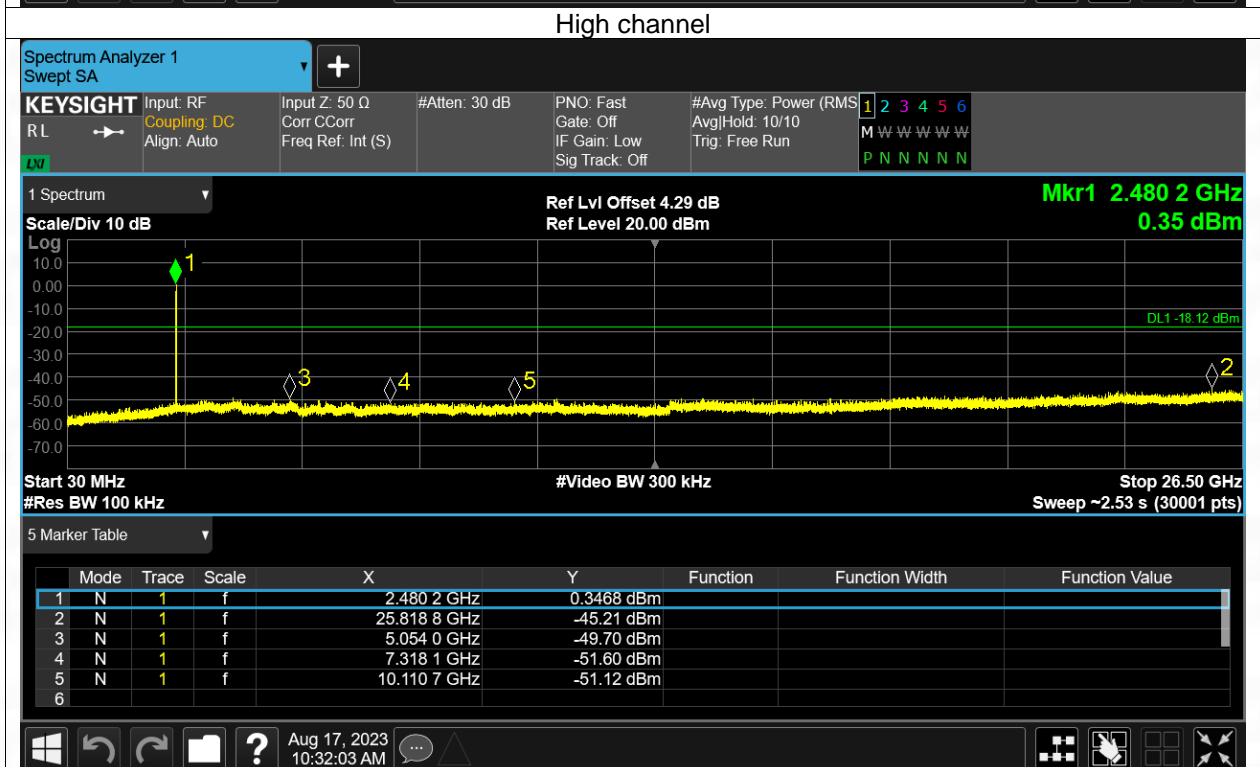 High channel
Spectrum Analyzer 1
Swept SA
KEYSIGHT Input: RF Input Z: 50 Ω #Atten: 30 dB PNO: Fast #Avg Type: Power (RMS 1 2 3 4 5 6
RL Coupling: DC Corr CCorr Gate: Off Avg|Hold: 10/10 M W W W W W
Align: Auto Freq Ref: Int (S) IF Gain: Low Trig: Free Run
LXI Sig Track: Off P N N N N N
1 Spectrum Ref Lvl Offset 4.29 dB Mkr1 2.480 2 GHz
Scale/Div 10 dB Ref Level 20.00 dBm 0.35 dBm
Log
10.0 1
0.00
-10.0
DL1 -18.12 dBm
-20.0
-30.0
-40.0 3 4 5 2
-50.0
-60.0
-70.0
Start 30 MHz #Video BW 300 kHz Stop 26.50 GHz
#Res BW 100 kHz Sweep ~2.53 s (30001 pts)
5 Marker Table
Mode Trace Scale X Y Function Function Width Function Value
1 N 1 f 2.480 2 GHz 0.3468 dBm
2 N 1 f 25.818 8 GHz -45.21 dBm
3 N 1 f 5.054 0 GHz -49.70 dBm
4 N 1 f 7.318 1 GHz -51.60 dBm
5 N 1 f 10.110 7 GHz -51.12 dBm
6
? Aug 17, 2023
10:32:03 AM